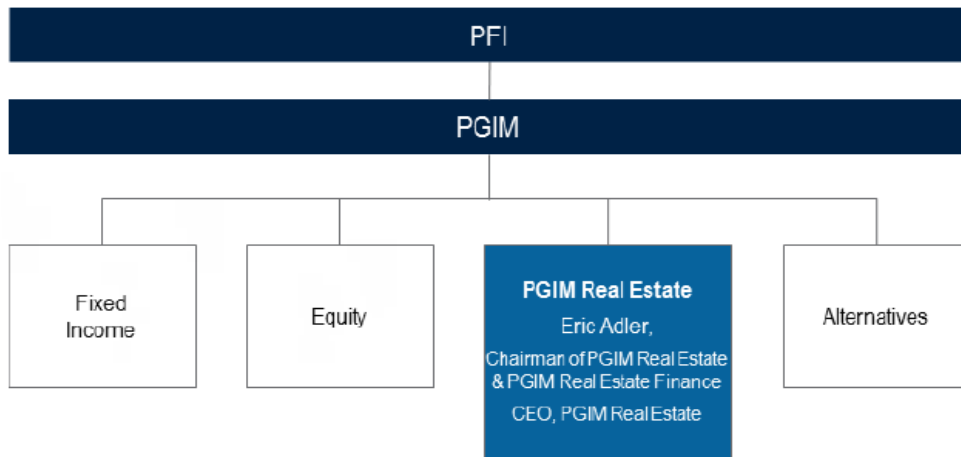 PFI
PGIM
Fixed
Income
Equity
PGIM Real Estate
Eric Adler,
Chairman of PGIM Real Estate
& PGIM Real Estate Finance
CEO, PGIM Real Estate
Alternatives